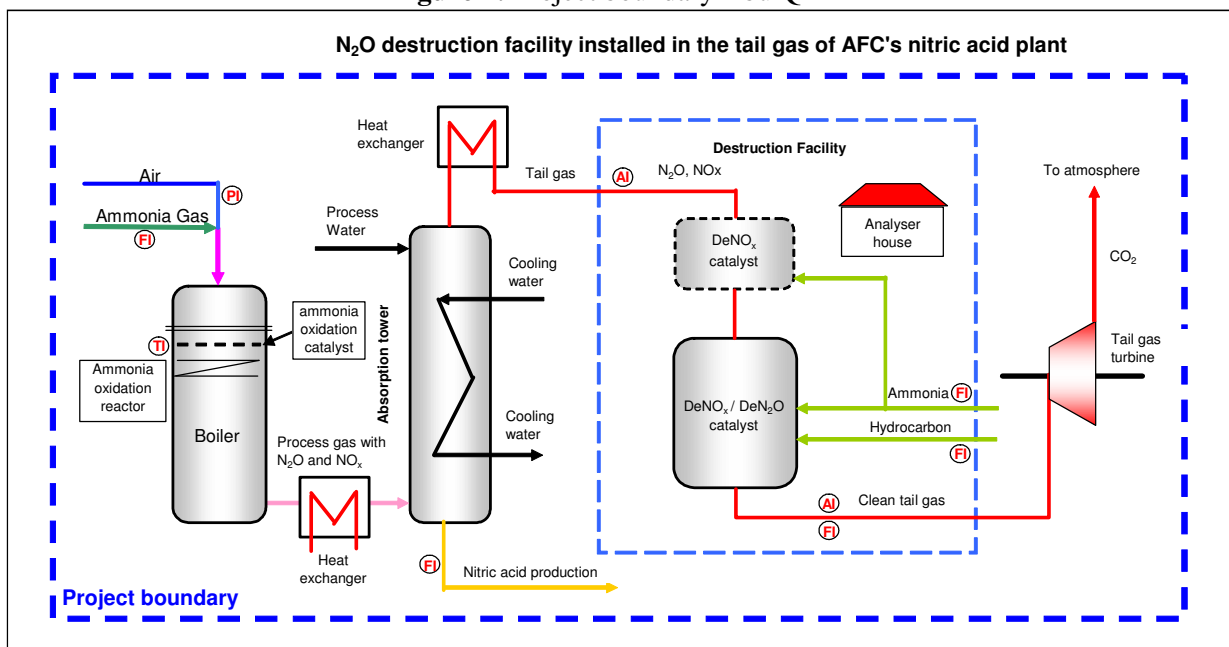 N₂O destruction facility installed in the tail gas of AFC's nitric acid plant
Heat
exchanger
Air
PI
Ammonia Gas
FI
Process
Water
Tail gas
AI
N₂O, NOx
Destruction Facility
Analyser
house
To atmosphere
CO₂
DeNOₓ
catalyst
Cooling
water
ammonia
oxidation
catalyst
TI
Ammonia
oxidation
reactor
Boiler
Absorption tower
Tail gas
turbine
DeNOₓ / DeN₂O
catalyst
Ammonia
FI
Hydrocarbon
FI
Cooling
water
Process gas with
N₂O and NOₓ
Heat
exchanger
AI
Clean tail gas
FI
FI
Nitric acid production
Project boundary